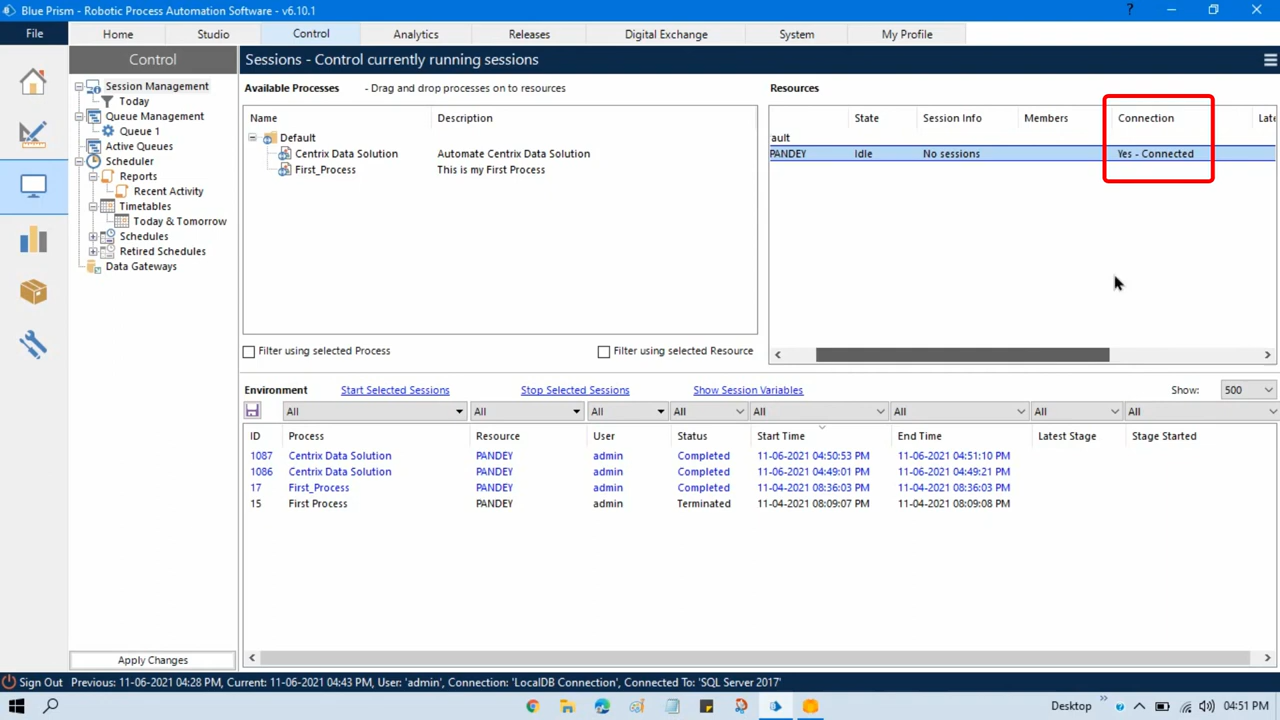 Blue Prism - Robotic Process Automation Software - v6.10.1
?
File
Home
Studio
Control
Analytics
Releases
Digital Exchange
System
My Profile
Control
Sessions - Control currently running sessions
Session Management
Today
Queue Management
Queue 1
Active Queues
Scheduler
Reports
Recent Activity
Timetables
Today & Tomorrow
Schedules
Retired Schedules
Data Gateways
Apply Changes
Available Processes - Drag and drop processes on to resources
Name Description
Default
Centrix Data Solution Automate Centrix Data Solution
First_Process This is my First Process
Filter using selected Process
Filter using selected Resource
Resources
State Session Info Members Connection Late
ault
PANDEY Idle No sessions Yes - Connected
Environment Start Selected Sessions Stop Selected Sessions Show Session Variables Show: 500
All All All All All All All All
ID Process Resource User Status Start Time End Time Latest Stage Stage Started
1087 Centrix Data Solution PANDEY admin Completed 11-06-2021 04:50:53 PM 11-06-2021 04:51:10 PM
1086 Centrix Data Solution PANDEY admin Completed 11-06-2021 04:49:01 PM 11-06-2021 04:49:21 PM
17 First_Process PANDEY admin Completed 11-04-2021 08:36:03 PM 11-04-2021 08:36:03 PM
15 First Process PANDEY admin Terminated 11-04-2021 08:09:07 PM 11-04-2021 08:09:08 PM
Sign Out Previous: 11-06-2021 04:28 PM, Current: 11-06-2021 04:43 PM, User: 'admin', Connection: 'LocalDB Connection', Connected To: 'SQL Server 2017'
Desktop 04:51 PM